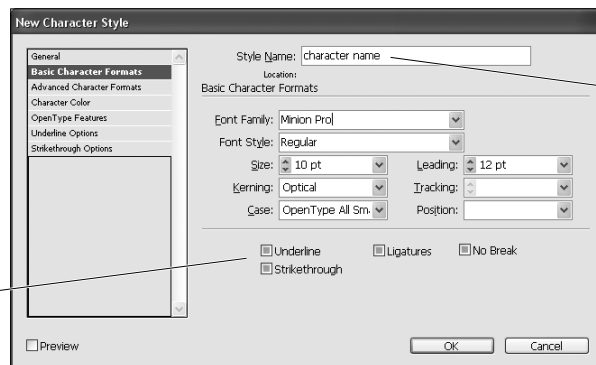 New Character Style
General
Basic Character Formats
Advanced Character Formats
Character Color
OpenType Features
Underline Options
Strikethrough Options
Style Name: character name
Location:
Basic Character Formats
Font Family: Minion Pro
Font Style: Regular
Size: 10 pt Leading: 12 pt
Kerning: Optical Tracking:
Case: OpenType All Sm. Position:
Underline Ligatures No Break
Strikethrough
Preview OK Cancel